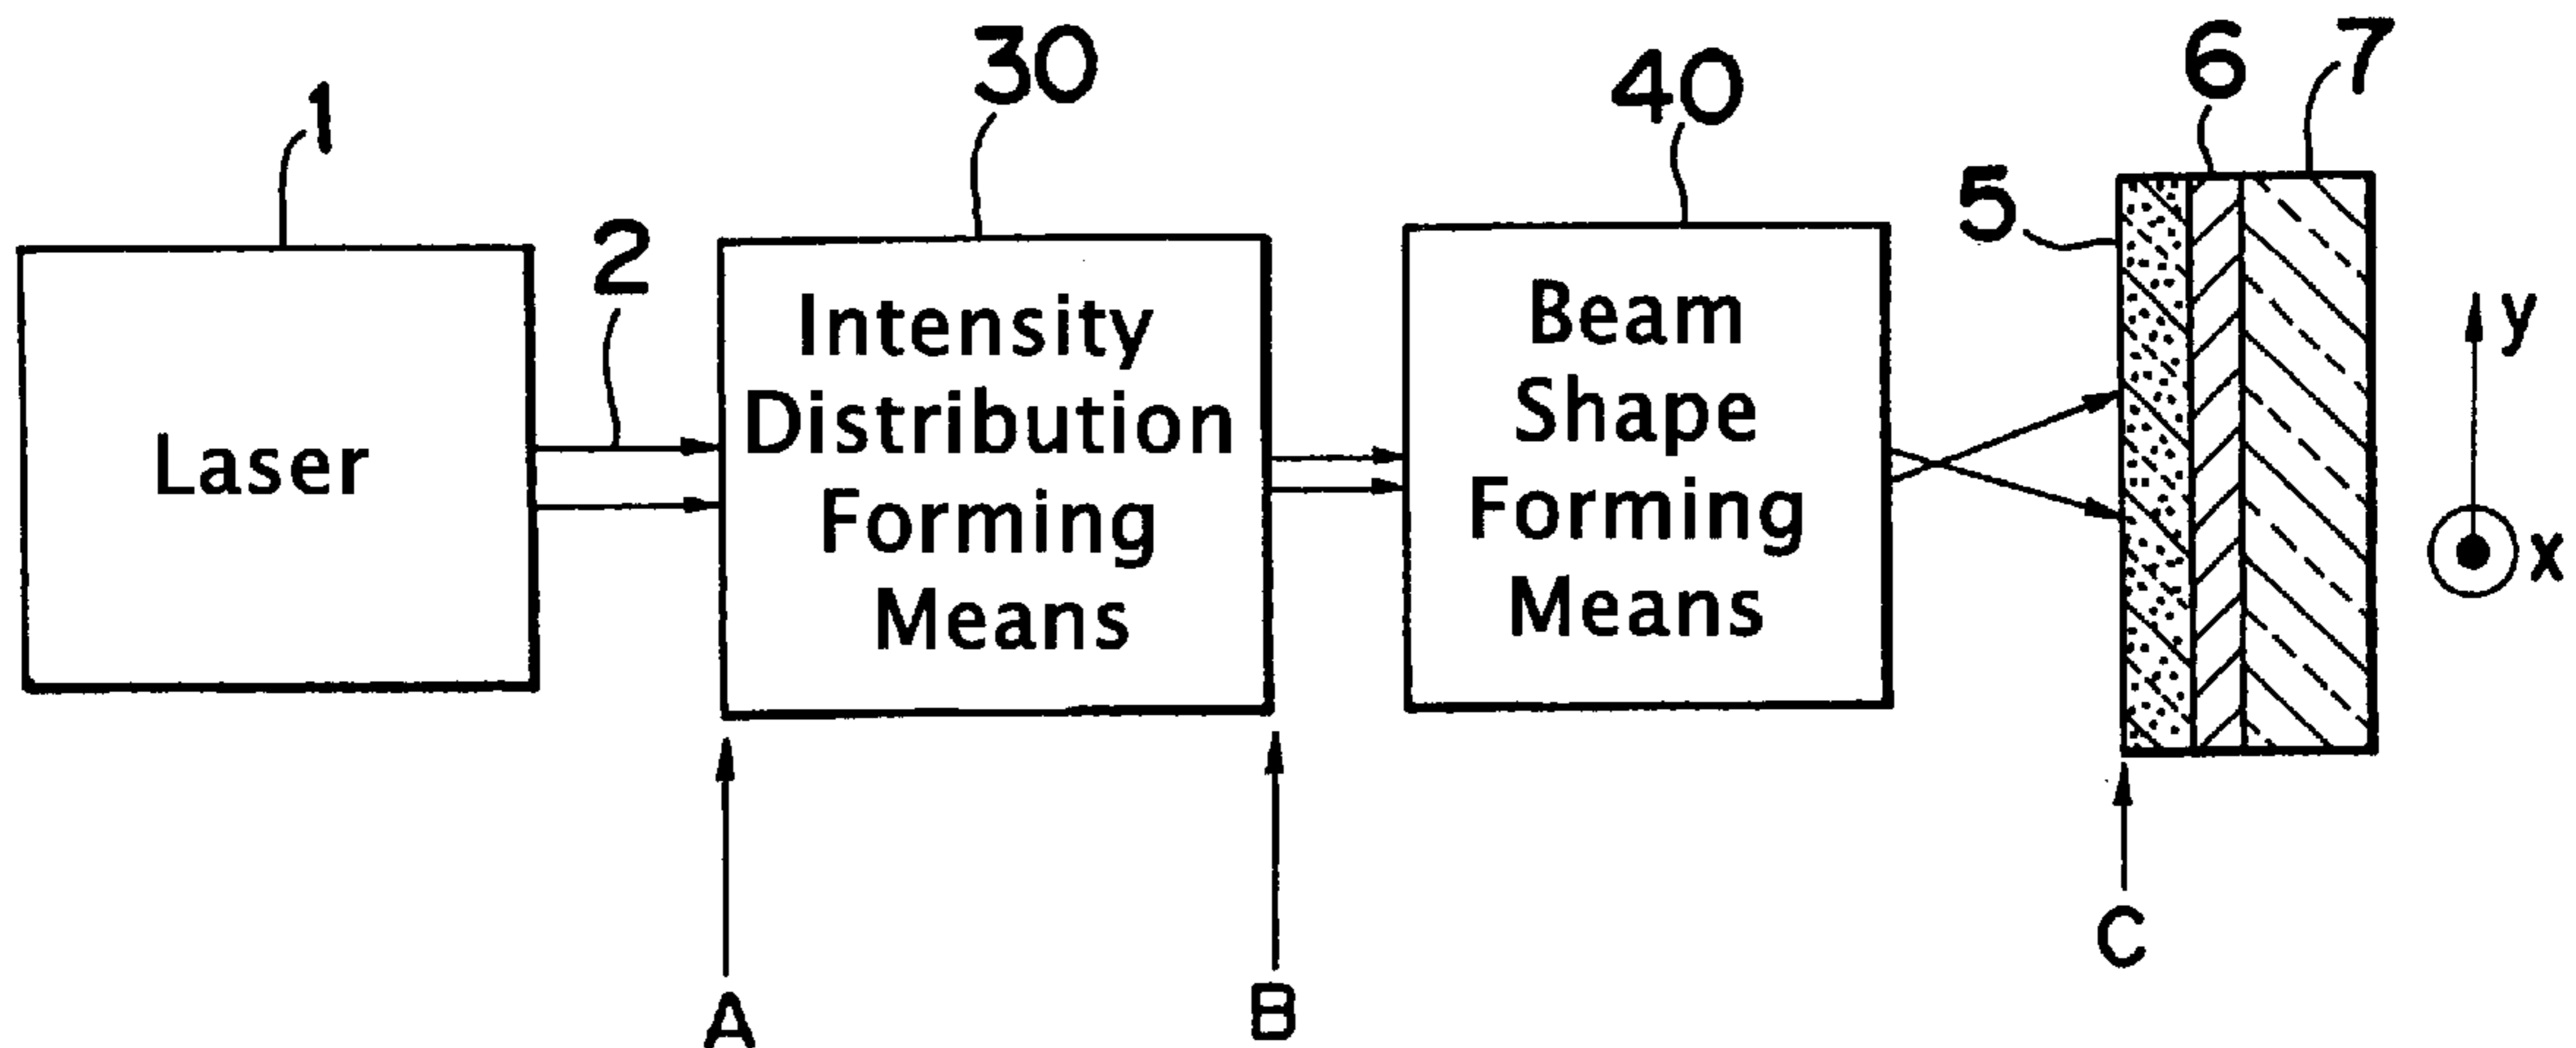 1
30
40
6
7
5
2
Laser
Intensity
Distribution
Forming
Means
Beam
Shape
Forming
Means
y
x
A
B
C